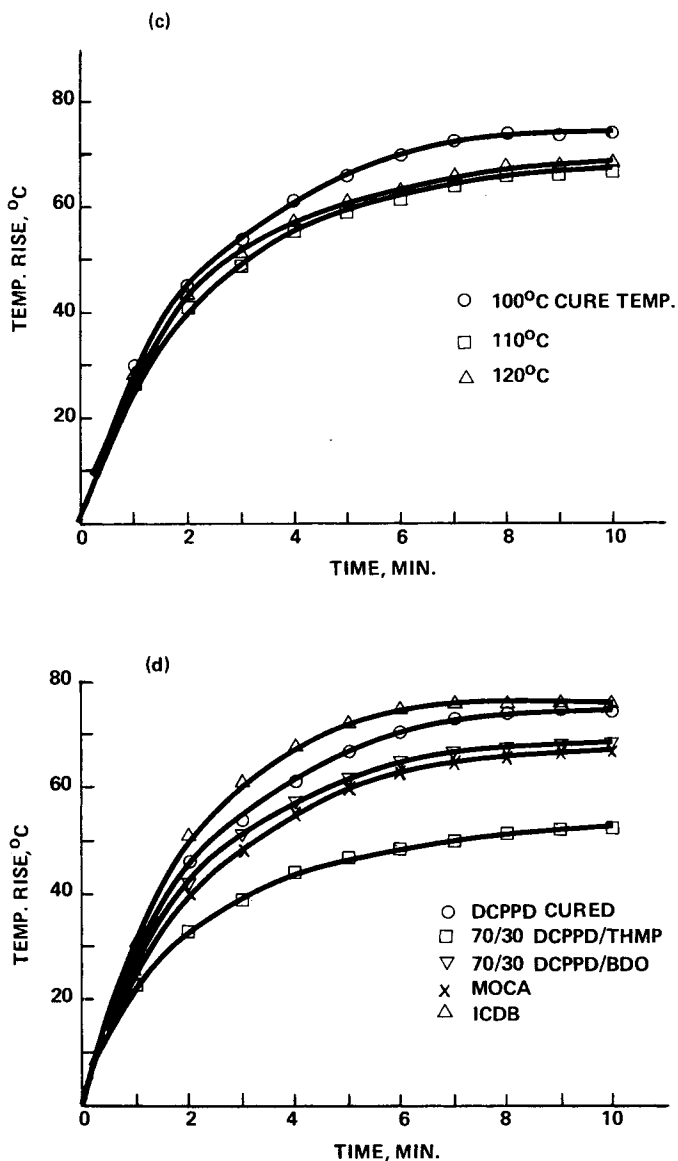 (c)
80
60
40
20
TEMP. RISE, °C
○ 100°C CURE TEMP.
□ 110°C
△ 120°C
0 2 4 6 8 10
TIME, MIN.
(d)
80
60
40
20
TEMP. RISE, °C
○ DCPPD CURED
□ 70/30 DCPPD/THMP
▽ 70/30 DCPPD/BDO
X MOCA
△ ICDB
0 2 4 6 8 10
TIME, MIN.